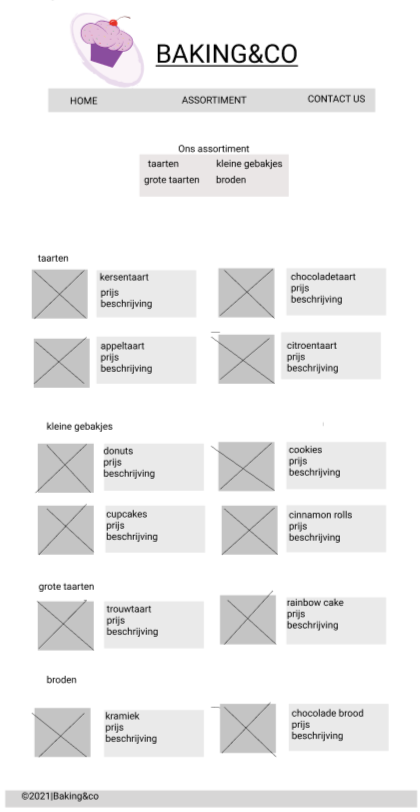 BAKING&CO
HOME ASSORTIMENT CONTACT US
Ons assortiment
taarten kleine gebakjes
grote taarten broden
taarten
kersentaart
prijs
beschrijving
chocoladetaart
prijs
beschrijving
appeltaart
prijs
beschrijving
citroentaart
prijs
beschrijving
kleine gebakjes
donuts
prijs
beschrijving
cookies
prijs
beschrijving
cupcakes
prijs
beschrijving
cinnamon rolls
prijs
beschrijving
grote taarten
trouwtaart
prijs
beschrijving
rainbow cake
prijs
beschrijving
broden
kramiek
prijs
beschrijving
chocolade brood
prijs
beschrijving
©2021|Baking&co